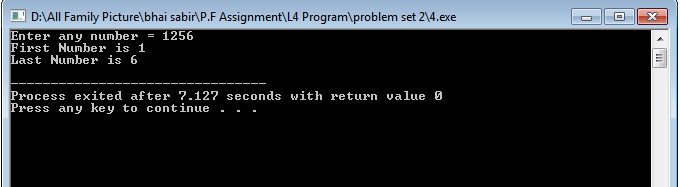 D:\All Family Picture\bhai sabir\P.F Assignment\L4 Program\problem set 2\4.exe
Enter any number = 1256
First Number is 1
Last Number is 6
--------------------------------
Process exited after 7.127 seconds with return value 0
Press any key to continue . . .